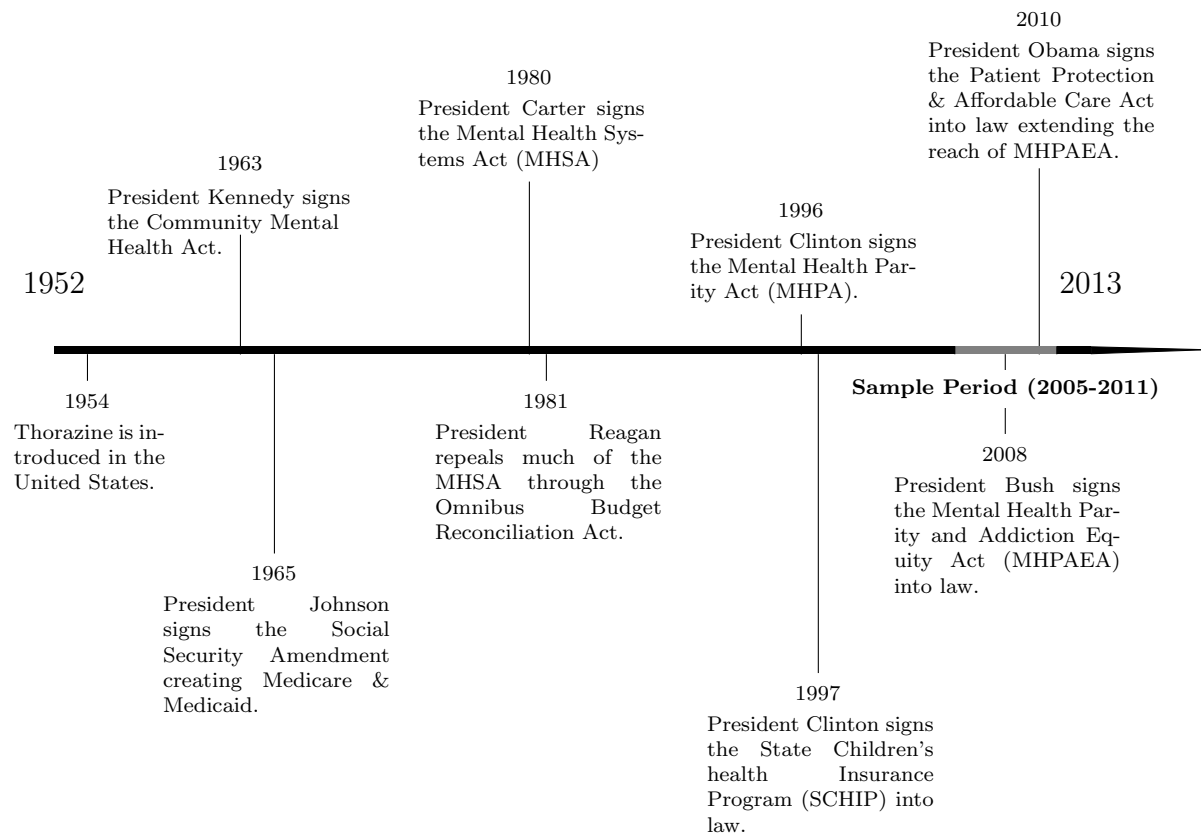 2010
President Obama signs
the Patient Protection
& Affordable Care Act
into law extending the
reach of MHPAEA.
1980
President Carter signs
the Mental Health Sys-
tems Act (MHSA)
1963
President Kennedy signs
the Community Mental
Health Act.
1996
President Clinton signs
the Mental Health Par-
ity Act (MHPA).
1952
2013
Sample Period (2005-2011)
1954
Thorazine is in-
troduced in the
United States.
1981
President Reagan
repeals much of the
MHSA through the
Omnibus Budget
Reconciliation Act.
2008
President Bush signs
the Mental Health Par-
ity and Addiction Eq-
uity Act (MHPAEA)
into law.
1965
President Johnson
signs the Social
Security Amendment
creating Medicare &
Medicaid.
1997
President Clinton signs
the State Children's
health Insurance
Program (SCHIP) into
law.